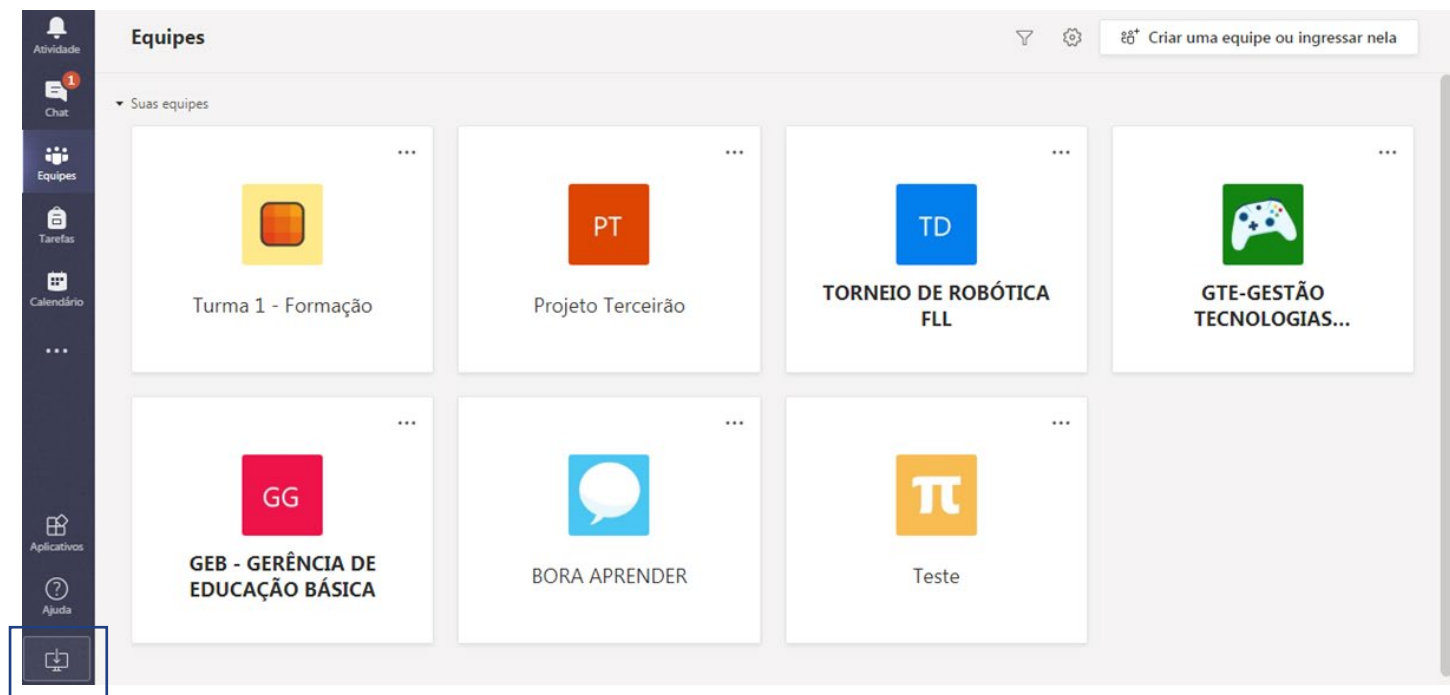 Atividade
1
Chat
Equipes
Tarefas
Calendário
Aplicativos
Ajuda
Equipes
Criar uma equipe ou ingressar nela
Suas equipes
Turma 1 - Formação
PT
Projeto Terceirão
TD
TORNEIO DE ROBÓTICA
FLL
GTE-GESTÃO
TECNOLOGIAS...
GG
GEB - GERÊNCIA DE
EDUCAÇÃO BÁSICA
BORA APRENDER
π
Teste